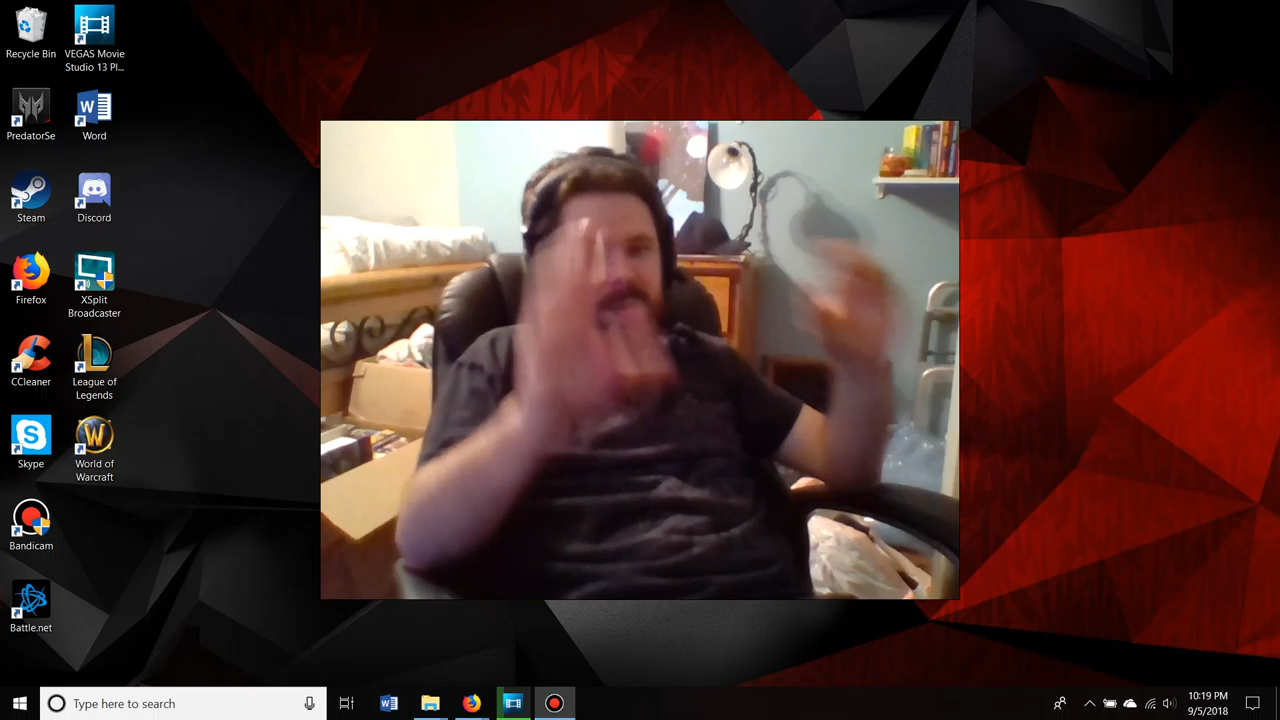 Recycle Bin
VEGAS Movie
Studio 13 Pl...
PredatorSe
Word
Steam
Discord
Firefox
XSplit
Broadcaster
CCleaner
League of
Legends
Skype
World of
Warcraft
Bandicam
Battle.net
Type here to search
10:19 PM
9/5/2018